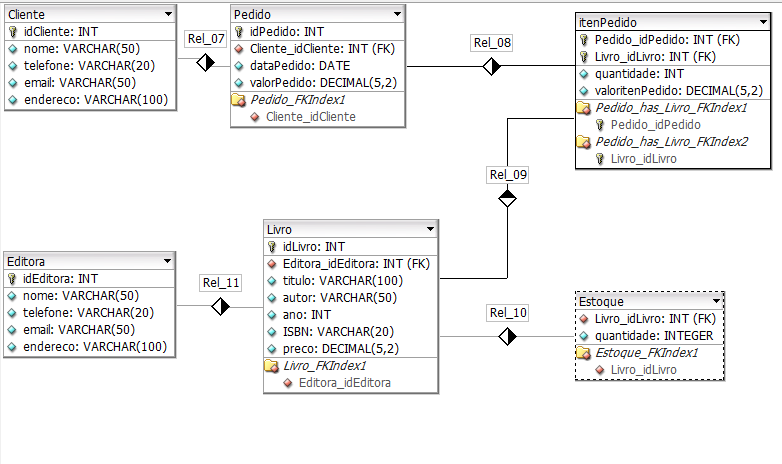 Cliente
idCliente: INT
nome: VARCHAR(50)
telefone: VARCHAR(20)
email: VARCHAR(50)
endereco: VARCHAR(100)
Rel_07
Pedido
idPedido: INT
Cliente_idCliente: INT (FK)
dataPedido: DATE
valorPedido: DECIMAL(5,2)
Pedido_FKIndex1
Cliente_idCliente
Rel_08
itenPedido
Pedido_idPedido: INT (FK)
Livro_idLivro: INT (FK)
quantidade: INT
valoritenPedido: DECIMAL(5,2)
Pedido_has_Livro_FKIndex1
Pedido_idPedido
Pedido_has_Livro_FKIndex2
Livro_idLivro
Rel_09
Editora
idEditora: INT
nome: VARCHAR(50)
telefone: VARCHAR(20)
email: VARCHAR(50)
endereco: VARCHAR(100)
Rel_11
Livro
idLivro: INT
Editora_idEditora: INT (FK)
titulo: VARCHAR(100)
autor: VARCHAR(50)
ano: INT
ISBN: VARCHAR(20)
preco: DECIMAL(5,2)
Livro_FKIndex1
Editora_idEditora
Rel_10
Estoque
Livro_idLivro: INT (FK)
quantidade: INTEGER
Estoque_FKIndex1
Livro_idLivro